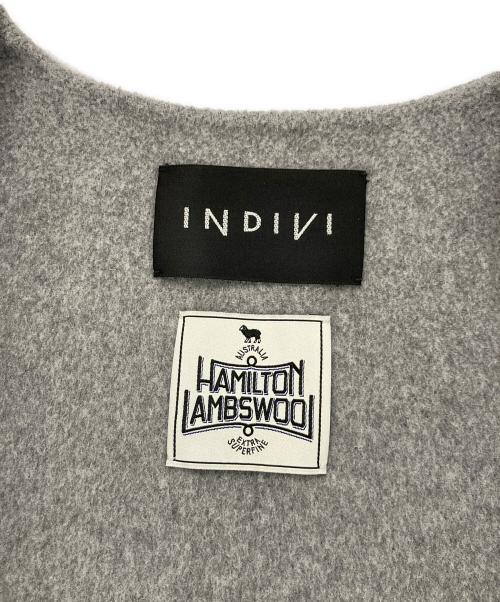 INDIVI
AUSTRALIA
HAMILTON
LAMBSWOOL
EXTRA
SUPERFINE